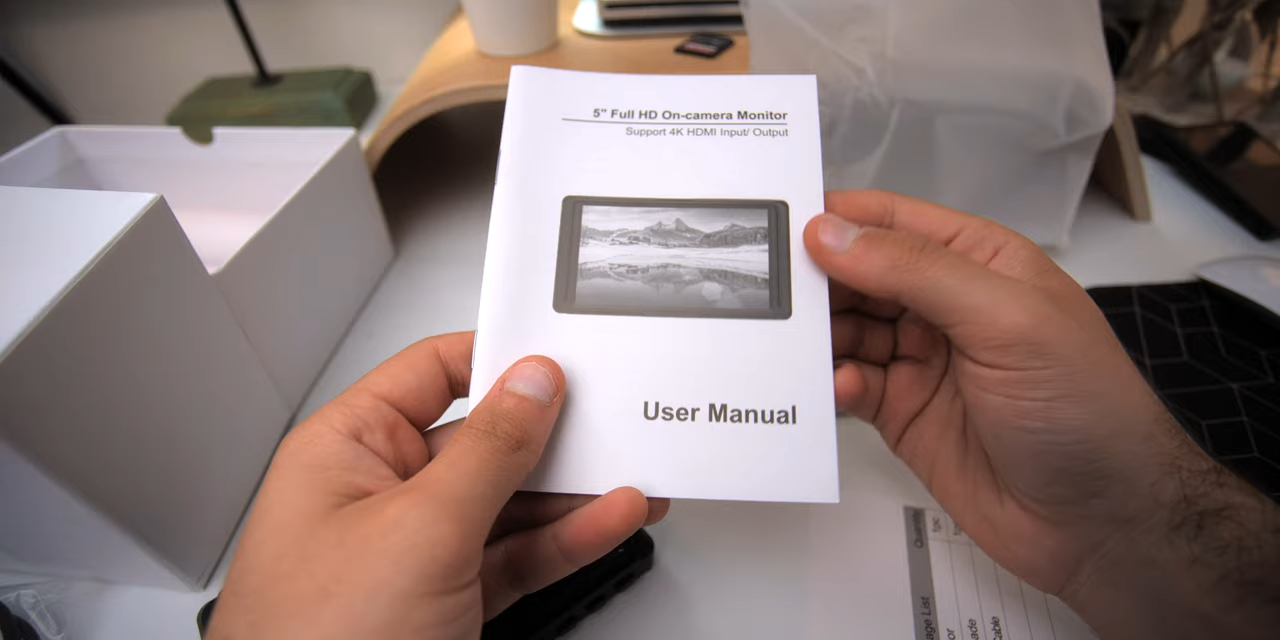 5" Full HD On-camera Monitor
Support 4K HDMI Input/ Output
User Manual